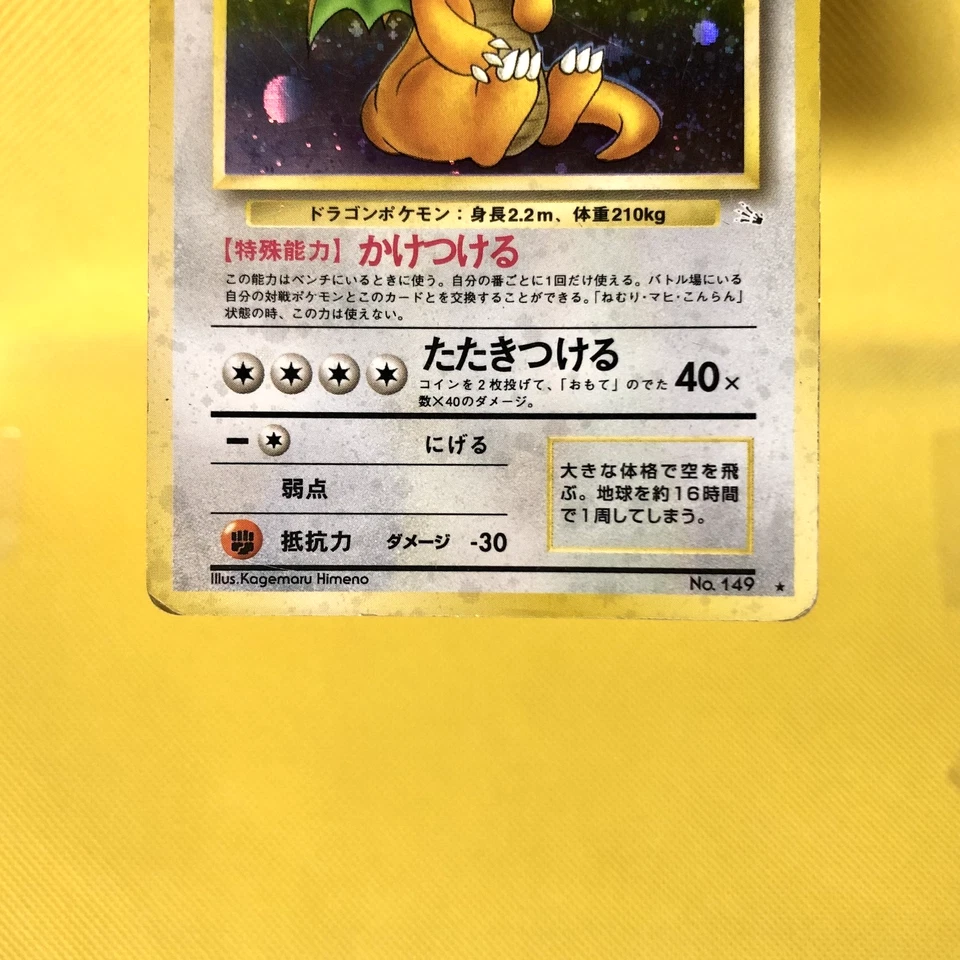 ドラゴンポケモン：身長2.2m、体重210kg
【特殊能力】かけつける
この能力はベンチにいるときに使う。自分の番ごとに1回だけ使える。バトル場にいる
自分の対戦ポケモンとこのカードとを交換することができる。「ねむり・マヒ・こんらん」
状態の時、この力は使えない。
たたきつける
コインを2枚投げて、「おもて」のでた
数×40のダメージ。
40×
ー にげる
弱点
抵抗力 ダメージ -30
大きな体格で空を飛
ぶ。地球を約16時間
で1周してしまう。
Illus.Kagemaru Himeno
No. 149 ★